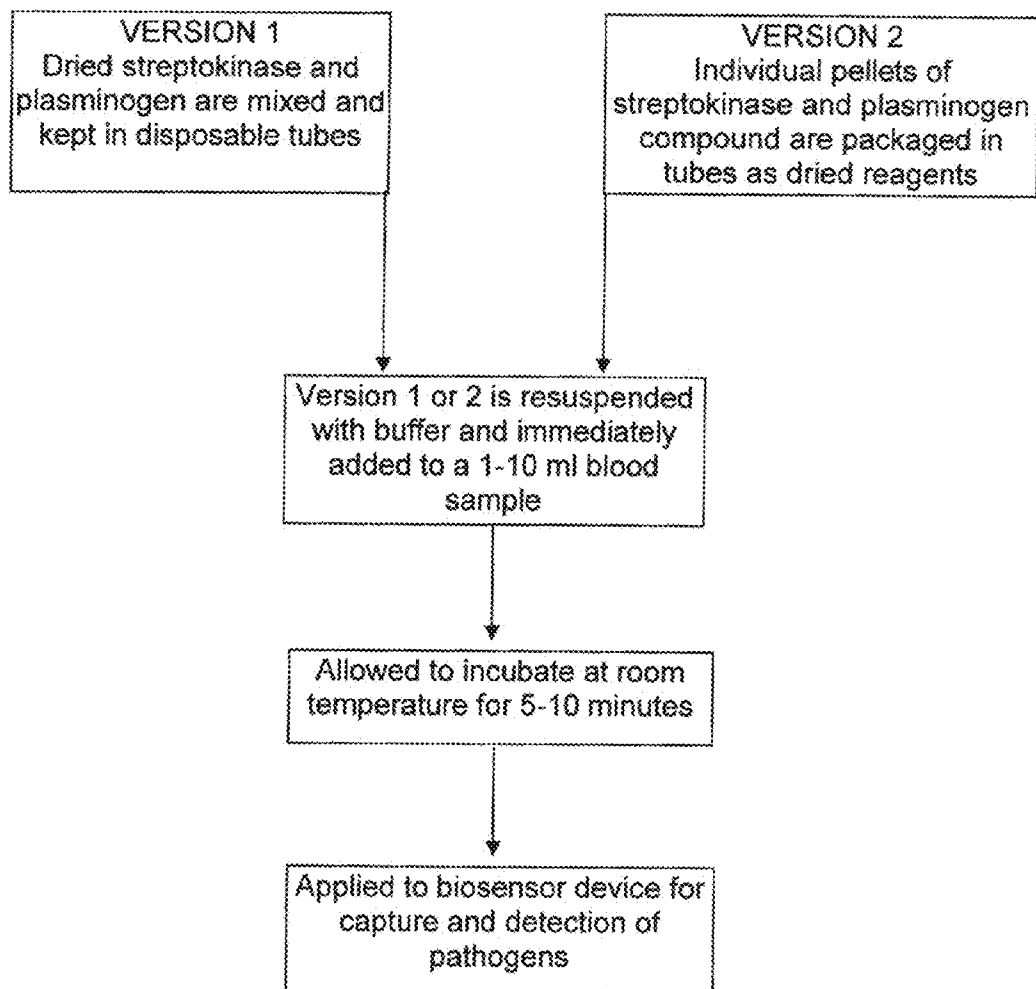 VERSION 1
Dried streptokinase and
plasminogen are mixed and
kept in disposable tubes
VERSION 2
Individual pellets of
streptokinase and plasminogen
compound are packaged in
tubes as dried reagents
Version 1 or 2 is resuspended
with buffer and immediately
added to a 1-10 ml blood
sample
Allowed to incubate at room
temperature for 5-10 minutes
Applied to biosensor device for
capture and detection of
pathogens